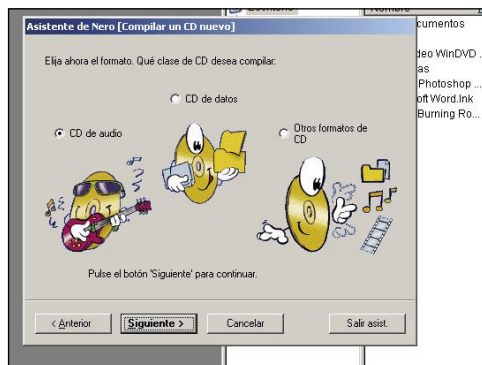 Escritorio
Nombre
Asistente de Nero [Compilar un CD nuevo]
Elija ahora el formato. Qué clase de CD desea compilar:
CD de datos
CD de audio
Otros formatos de
CD
Pulse el botón 'Siguiente' para continuar.
< Anterior
Siguiente >
Cancelar
Salir asist.
cumentos
deo WinDVD .
as
Photoshop ...
oft Word.lnk
Burning Ro...